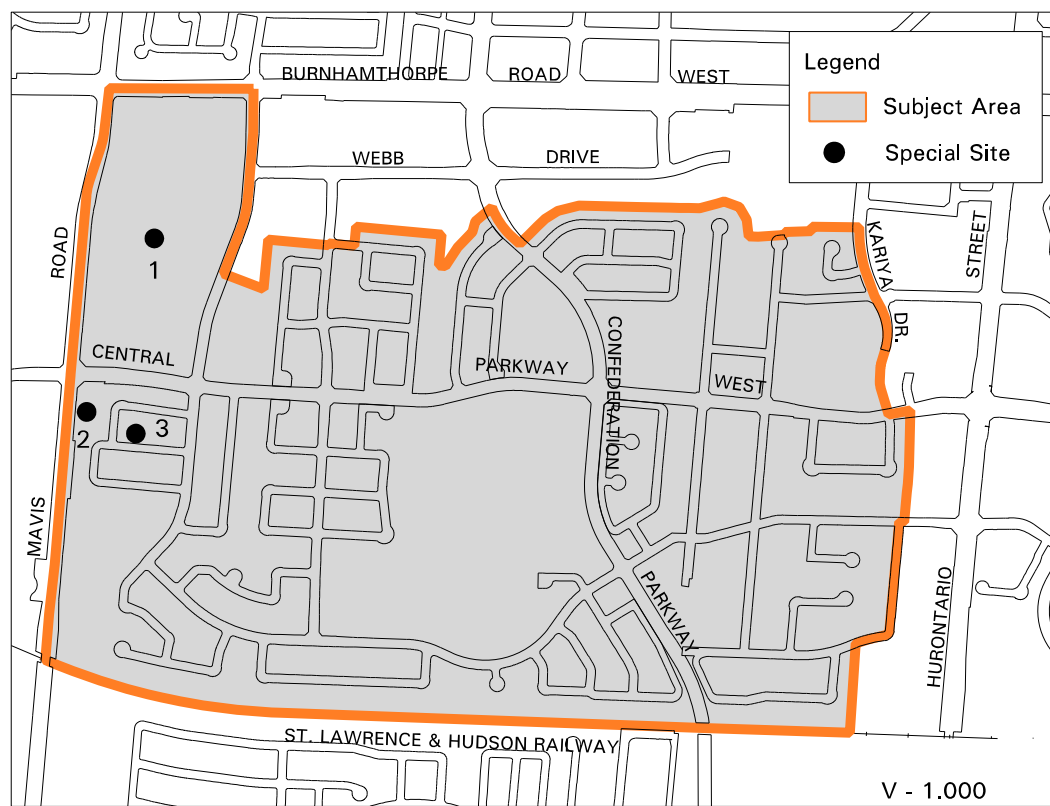 BURNHAMTHORPE ROAD WEST
Legend
Subject Area
Special Site
WEBB DRIVE
ROAD
1
KARIYA
DR.
STREET
CENTRAL
PARKWAY
WEST
CONFEDERATION
PARKWAY
2
3
MAVIS
HURONTARIO
ST. LAWRENCE & HUDSON RAILWAY
V - 1.000